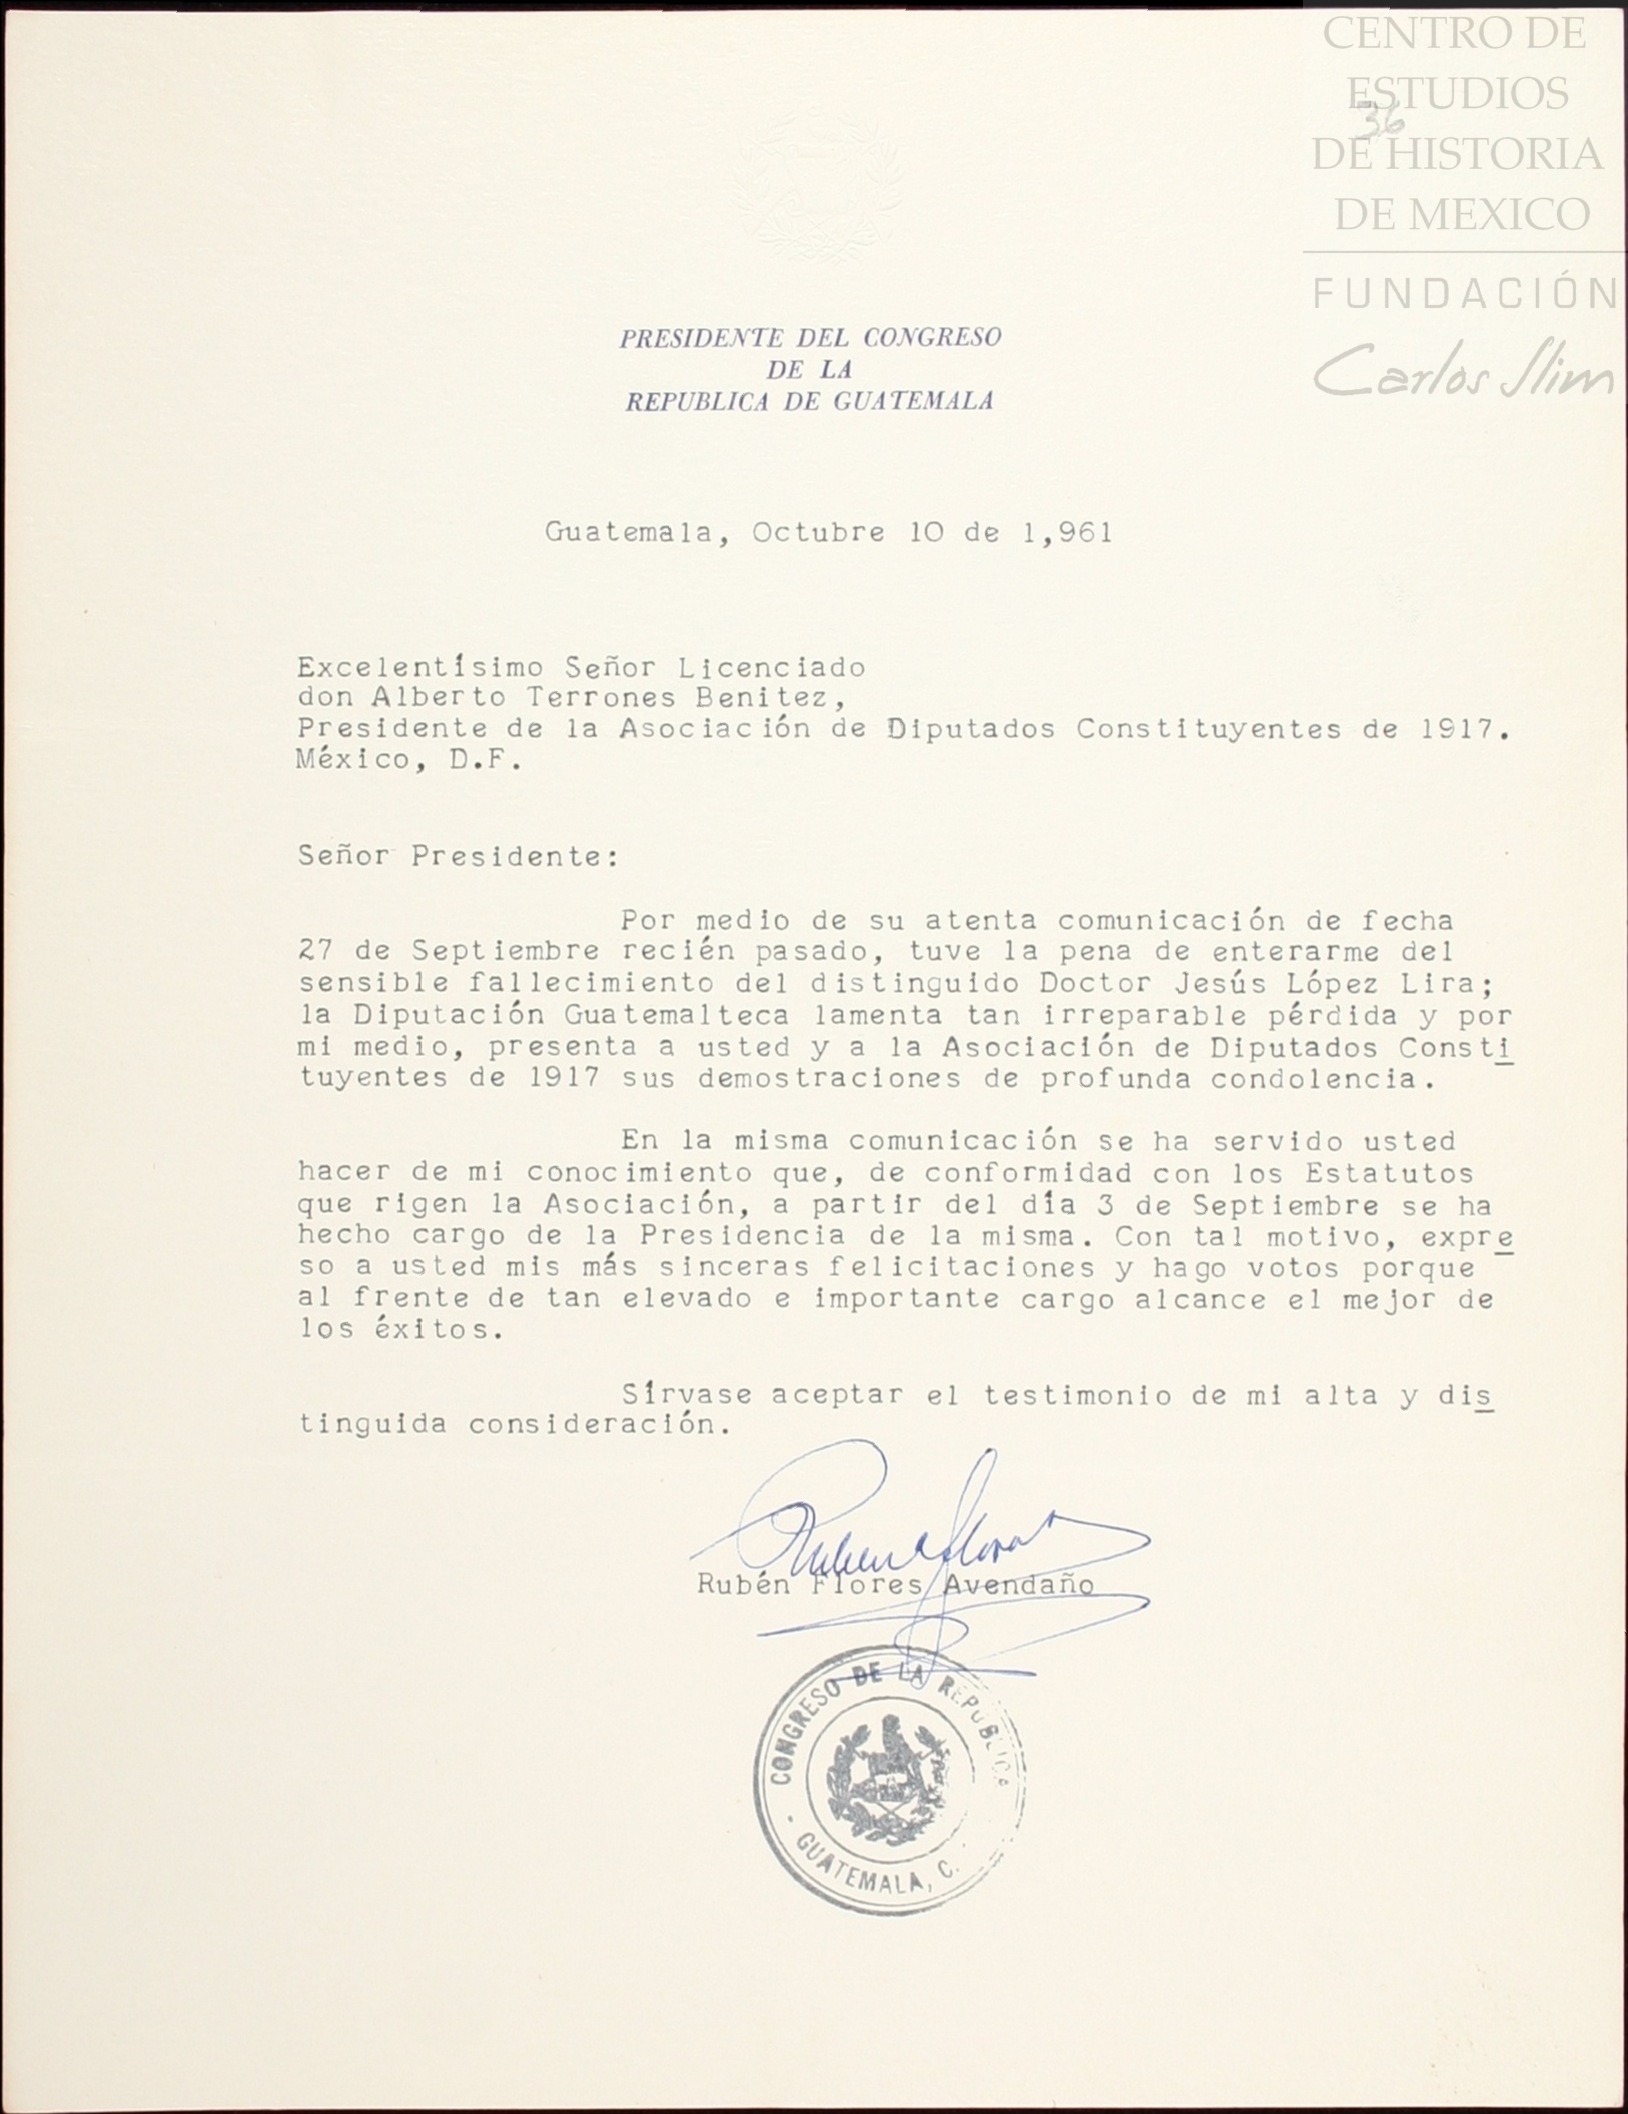 CENTRO DE
ESTUDIOS
36
DE HISTORIA
DE MEXICO
FUNDACIÓN
Carlos Slim
PRESIDENTE DEL CONGRESO
DE LA
REPUBLICA DE GUATEMALA
Guatemala, Octubre 10 de 1,961
Excelentísimo Señor Licenciado
don Alberto Terrones Benitez,
Presidente de la Asociación de Diputados Constituyentes de 1917.
México, D.F.
Señor Presidente:
Por medio de su atenta comunicación de fecha
27 de Septiembre recién pasado, tuve la pena de enterarme del
sensible fallecimiento del distinguido Doctor Jesús López Lira;
la Diputación Guatemalteca lamenta tan irreparable pérdida y por
mi medio, presenta a usted y a la Asociación de Diputados Consti
tuyentes de 1917 sus demostraciones de profunda condolencia.
En la misma comunicación se ha servido usted
hacer de mi conocimiento que, de conformidad con los Estatutos
que rigen la Asociación, a partir del día 3 de Septiembre se ha
hecho cargo de la Presidencia de la misma. Con tal motivo, expre
so a usted mis más sinceras felicitaciones y hago votos porque
al frente de tan elevado e importante cargo alcance el mejor de
los éxitos.
Sírvase aceptar el testimonio de mi alta y dis
tinguida consideración.
Rubén Flores Avendaño
CONGRESO DE LA REPUBLICA
GUATEMALA, C.